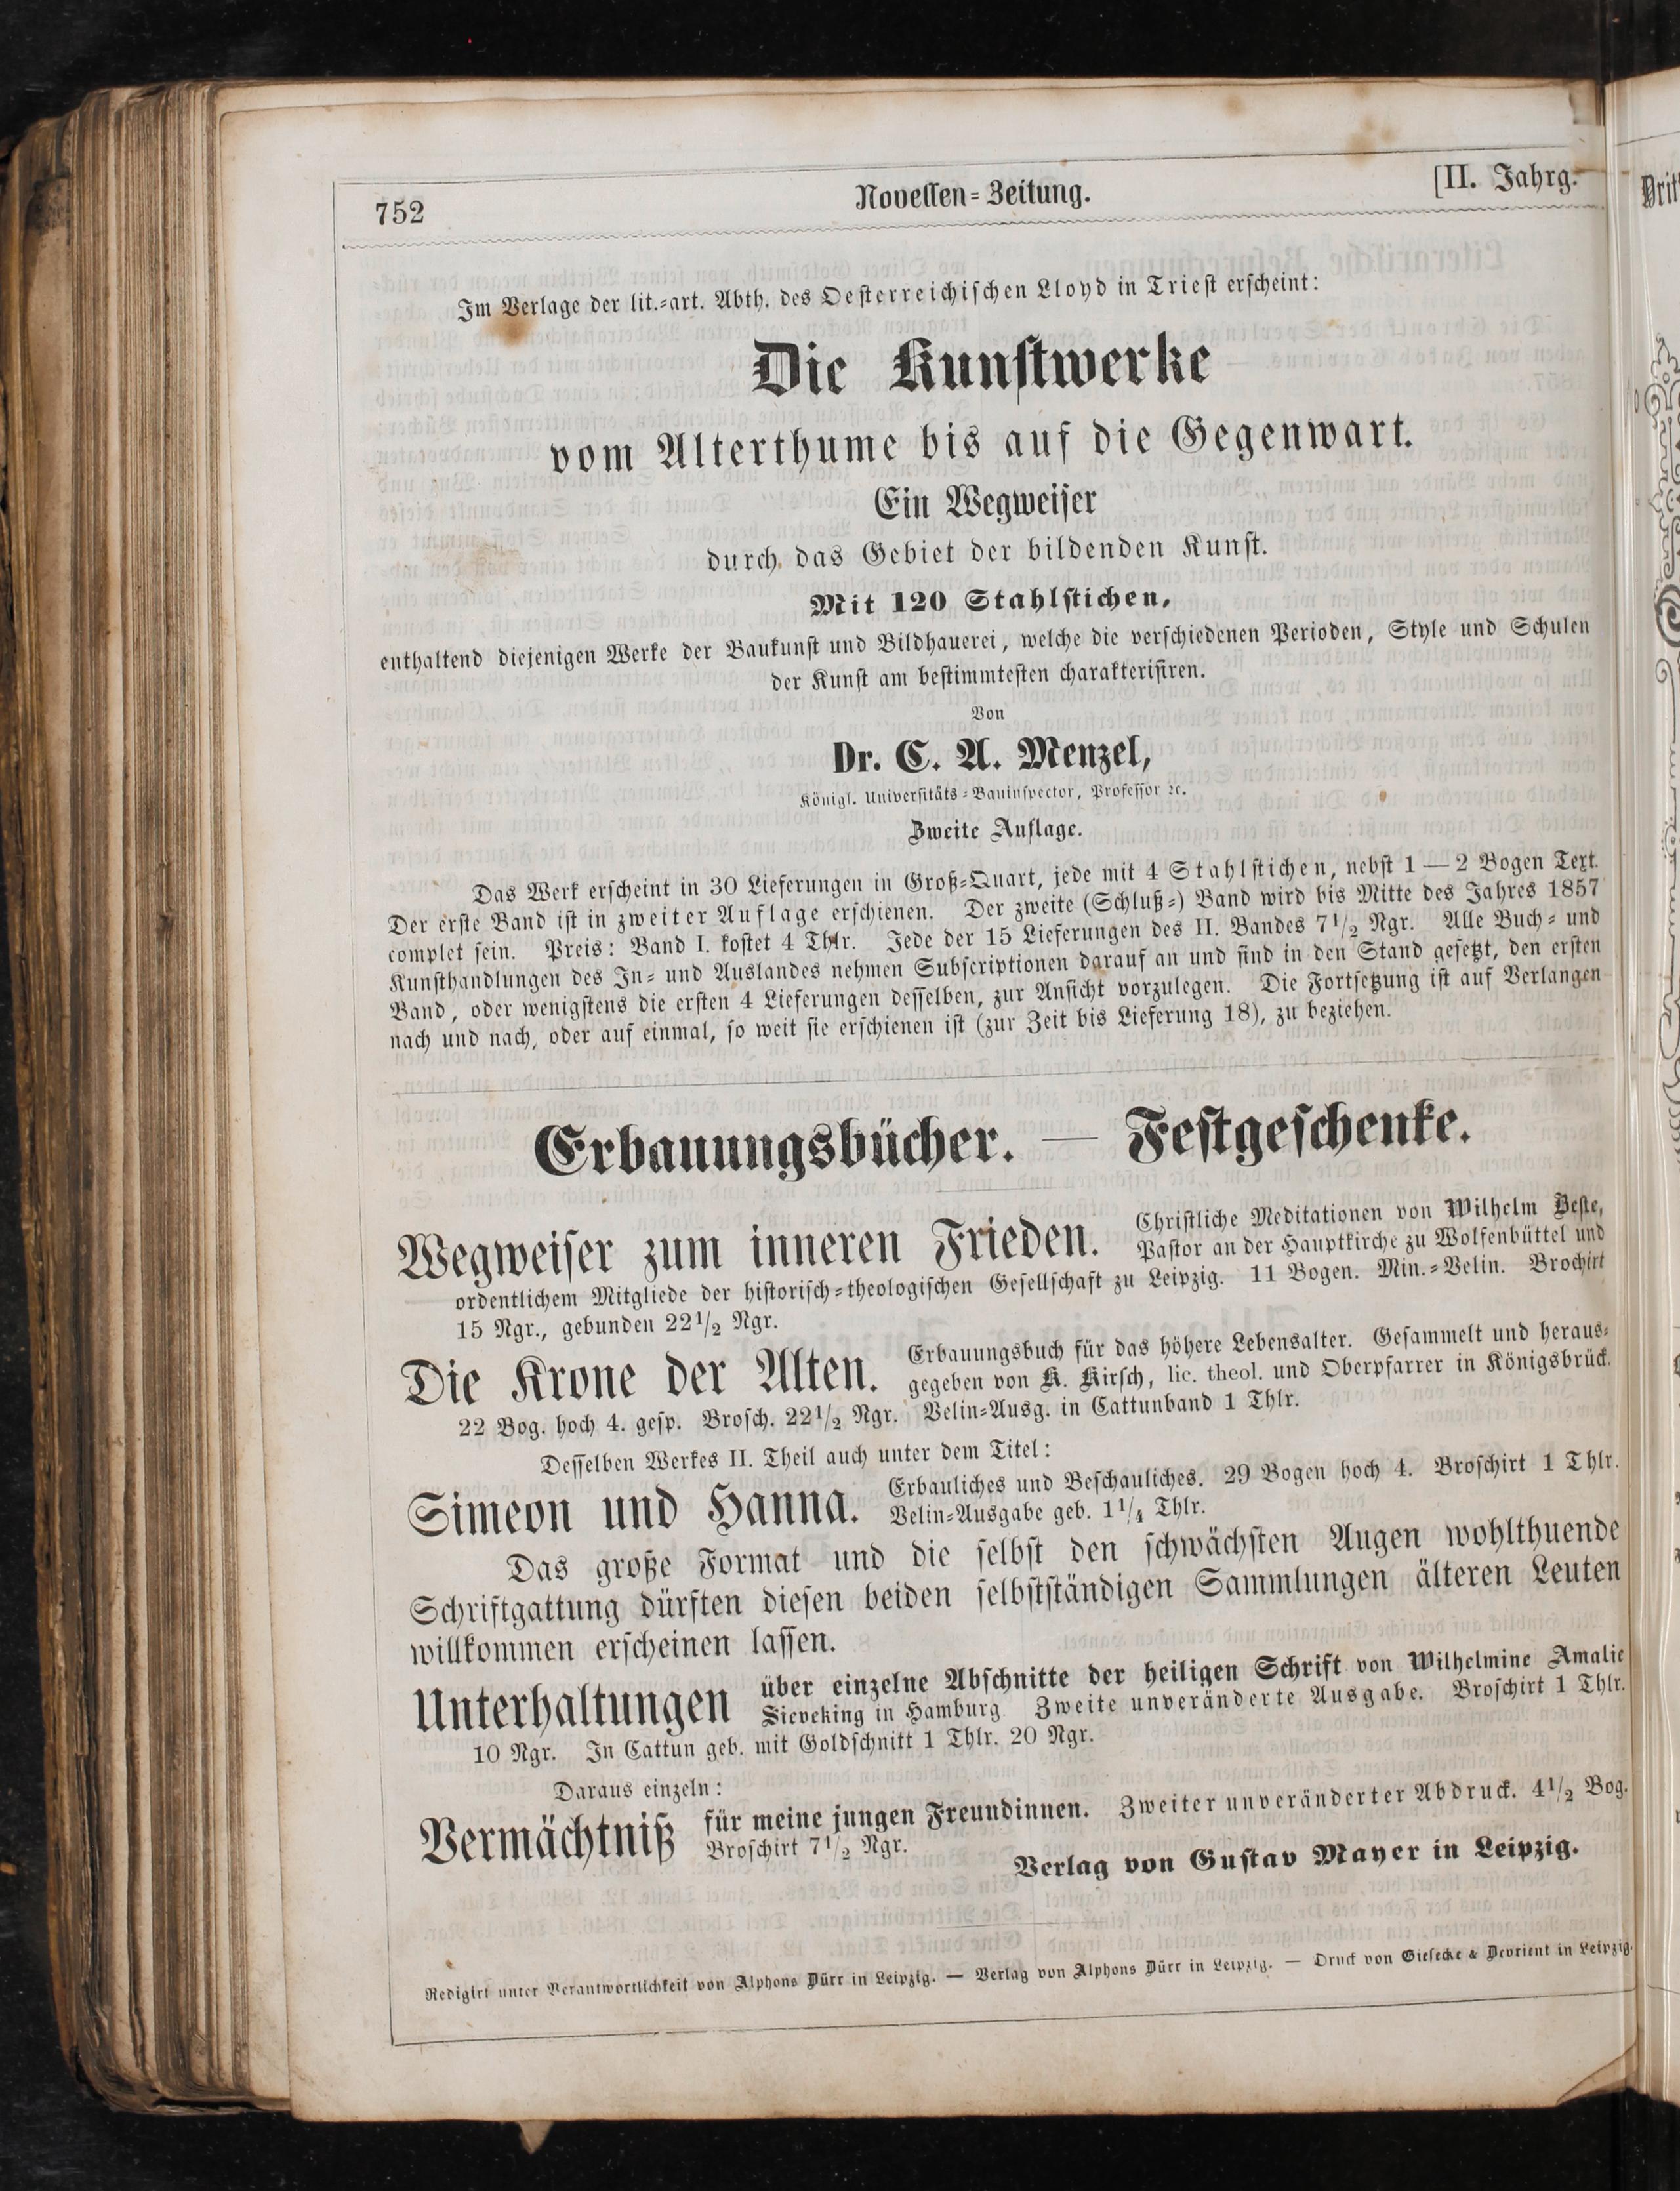 752
Novellen=Zeitung.
[II. Jahrg.
Im Verlage der lit.=art. Abth. des Oesterreichischen Lloyd in Triest erscheint:
Die Kunstwerke
vom Alterthume bis auf die Gegenwart.
Ein Wegweiser
durch das Gebiet der bildenden Kunst.
Mit 120 Stahlstichen,
enthaltend diejenigen Werke der Baukunst und Bildhauerei, welche die verschiedenen Perioden, Style und Schulen
der Kunst am bestimmtesten charakterisiren.
Von
Dr. C. A. Menzel,
Königl. Universitäts=Bauinspector, Professor ꝛc.
Zweite Auflage.
Das Werk erscheint in 30 Lieferungen in Groß=Quart, jede mit 4 Stahlstichen, nebst 1—2 Bogen Text.
Der erste Band ist in zweiter Auflage erschienen. Der zweite (Schluß=) Band wird bis Mitte des Jahres 1857
complet sein. Preis: Band I. kostet 4 Thlr. Jede der 15 Lieferungen des II. Bandes 7½ Ngr. Alle Buch= und
Kunsthandlungen des In= und Auslandes nehmen Subscriptionen darauf an und sind in den Stand gesetzt, den ersten
Band, oder wenigstens die ersten 4 Lieferungen desselben, zur Ansicht vorzulegen. Die Fortsetzung ist auf Verlangen
nach und nach, oder auf einmal, so weit sie erschienen ist (zur Zeit bis Lieferung 18), zu beziehen.
Erbauungsbücher. — Festgeschenke.
Wegweiser zum inneren Frieden. Christliche Meditationen von Wilhelm Beste,
Pastor an der Hauptkirche zu Wolfenbüttel und
ordentlichem Mitgliede der historisch=theologischen Gesellschaft zu Leipzig. 11 Bogen. Min.=Velin. Brochirt
15 Ngr., gebunden 22½ Ngr.
Die Krone der Alten. Erbauungsbuch für das höhere Lebensalter. Gesammelt und heraus=
gegeben von K. Kirsch, lic. theol. und Oberpfarrer in Königsbrück.
22 Bog. hoch 4. gesp. Brosch. 22½ Ngr. Velin=Ausg. in Cattunband 1 Thlr.
Desselben Werkes II. Theil auch unter dem Titel:
Simeon und Hanna. Erbauliches und Beschauliches. 29 Bogen hoch 4. Broschirt 1 Thlr.
Velin=Ausgabe geb. 1¼ Thlr.
Das große Format und die selbst den schwächsten Augen wohlthuende
Schriftgattung dürften diesen beiden selbstständigen Sammlungen älteren Leuten
willkommen erscheinen lassen.
Unterhaltungen über einzelne Abschnitte der heiligen Schrift von Wilhelmine Amalie
Sieveking in Hamburg. Zweite unveränderte Ausgabe. Broschirt 1 Thlr.
10 Ngr. In Cattun geb. mit Goldschnitt 1 Thlr. 20 Ngr.
Daraus einzeln:
Vermächtniß für meine jungen Freundinnen. Zweiter unveränderter Abdruck. 4½ Bog.
Broschirt 7½ Ngr.
Verlag von Gustav Mayer in Leipzig.
Redigirt unter Verantwortlichkeit von Alphons Dürr in Leipzig. — Verlag von Alphons Dürr in Leipzig. — Druck von Giesecke & Devrient in Leipzig.